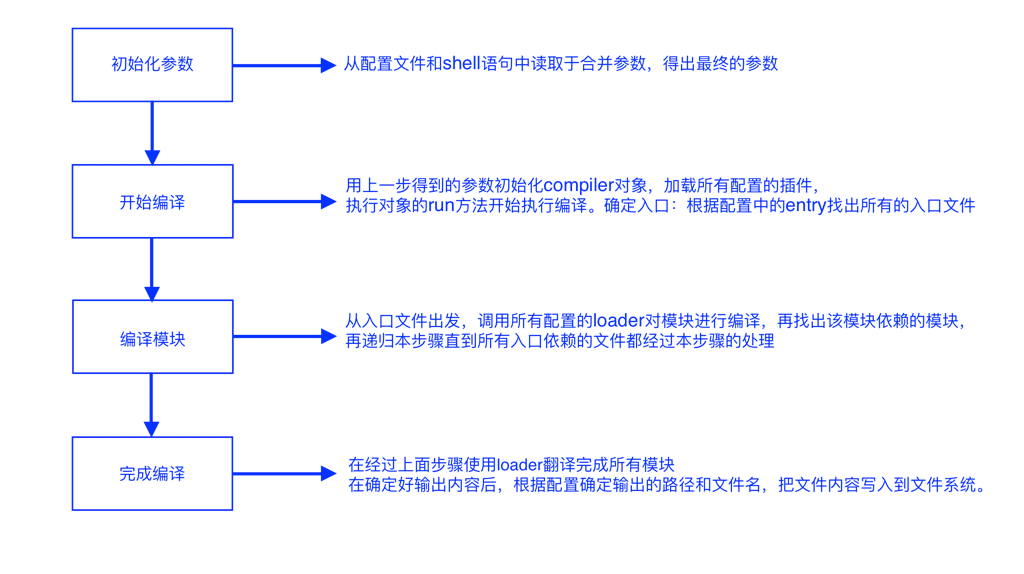 初始化参数
从配置文件和shell语句中读取于合并参数，得出最终的参数
开始编译
用上一步得到的参数初始化compiler对象，加载所有配置的插件，
执行对象的run方法开始执行编译。确定入口：根据配置中的entry找出所有的入口文件
编译模块
从入口文件出发，调用所有配置的loader对模块进行编译，再找出该模块依赖的模块，
再递归本步骤直到所有入口依赖的文件都经过本步骤的处理
完成编译
在经过上面步骤使用loader翻译完成所有模块
在确定好输出内容后，根据配置确定输出的路径和文件名，把文件内容写入到文件系统。